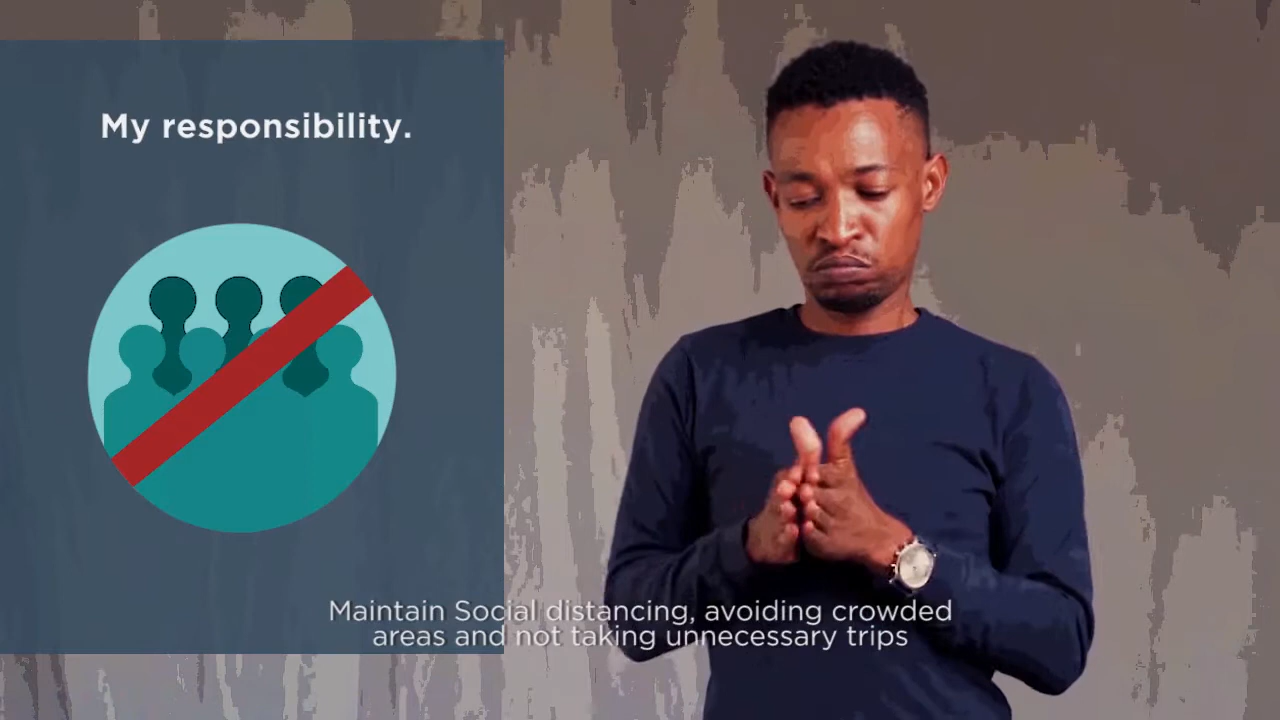 My responsibility.
Maintain Social distancing, avoiding crowded
areas and not taking unnecessary trips